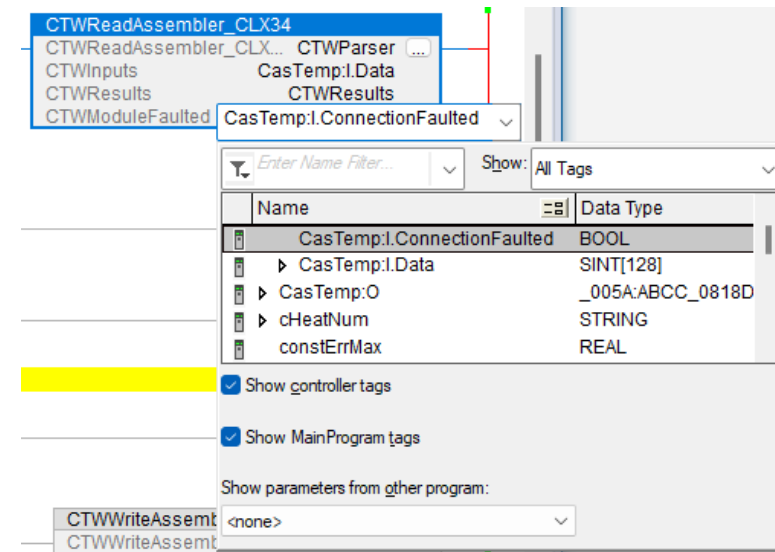 CTWReadAssembler_CLX34
CTWReadAssembler_CLX... CTWParser ...
CTWInputs CasTemp:I.Data
CTWResults CTWResults
CTWModuleFaulted CasTemp:I.ConnectionFaulted
Enter Name Filter... Show: All Tags
Name Data Type
CasTemp:I.ConnectionFaulted BOOL
CasTemp:I.Data SINT[128]
CasTemp:O _005A:ABCC_0818D
cHeatNum STRING
constErrMax REAL
Show controller tags
Show MainProgram tags
Show parameters from other program:
CTWWriteAssemb <none>
CTWWriteAssemb